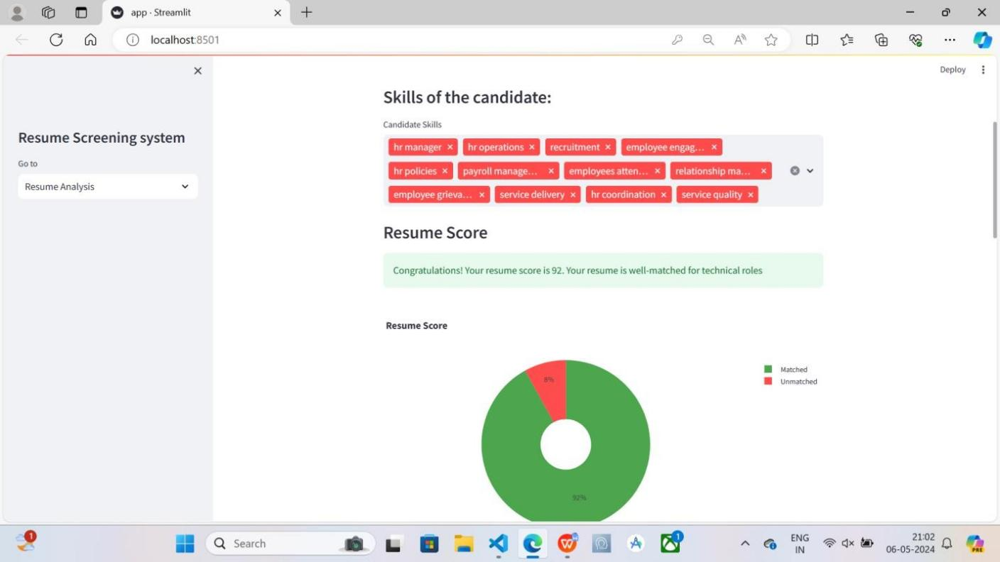 app · Streamlit
localhost:8501
Deploy
Resume Screening system
Go to
Resume Analysis
Skills of the candidate:
Candidate Skills
hr manager × hr operations × recruitment × employee engag... ×
hr policies × payroll manage... × employees atten... × relationship ma... ×
employee grieva... × service delivery × hr coordination × service quality ×
Resume Score
Congratulations! Your resume score is 92. Your resume is well-matched for technical roles
Resume Score
Matched
Unmatched
8%
92%
1
Search
1
ENG
IN
21:02
06-05-2024
PRE